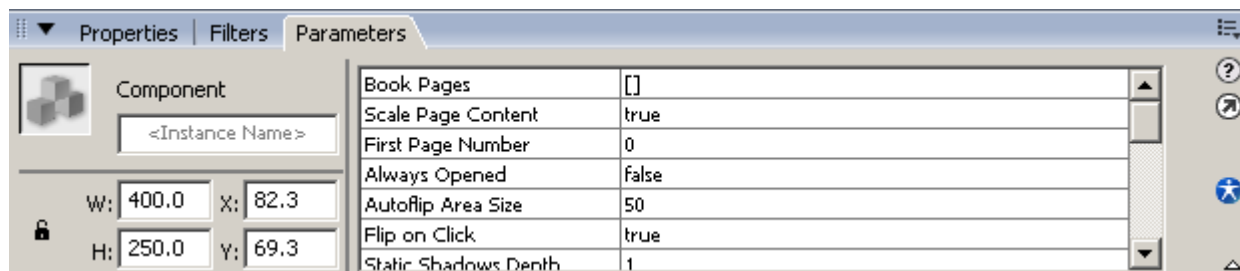 Properties | Filters Parameters
Component
<Instance Name>
W: 400.0 X: 82.3
H: 250.0 Y: 69.3
Book Pages []
Scale Page Content true
First Page Number 0
Always Opened false
Autoflip Area Size 50
Flip on Click true
Static Shadows Depth 1